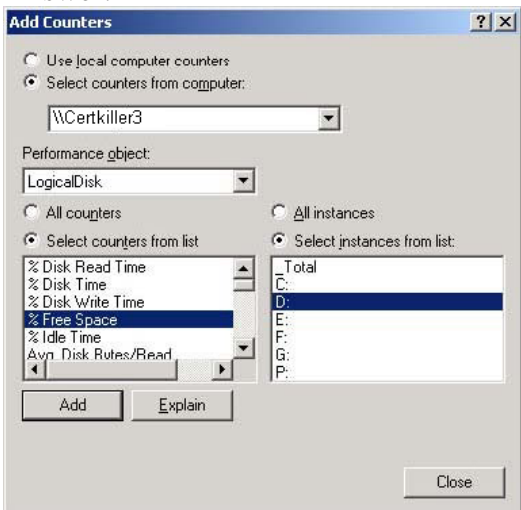 Add Counters
Use local computer counters
Select counters from computer:
\\Certkiller3
Performance object:
LogicalDisk
All counters
All instances
Select counters from list
Select instances from list:
% Disk Read Time
% Disk Time
% Disk Write Time
% Free Space
% Idle Time
Avg. Disk Bytes/Read
_Total
C:
D:
E:
F:
G:
P:
Add
Explain
Close